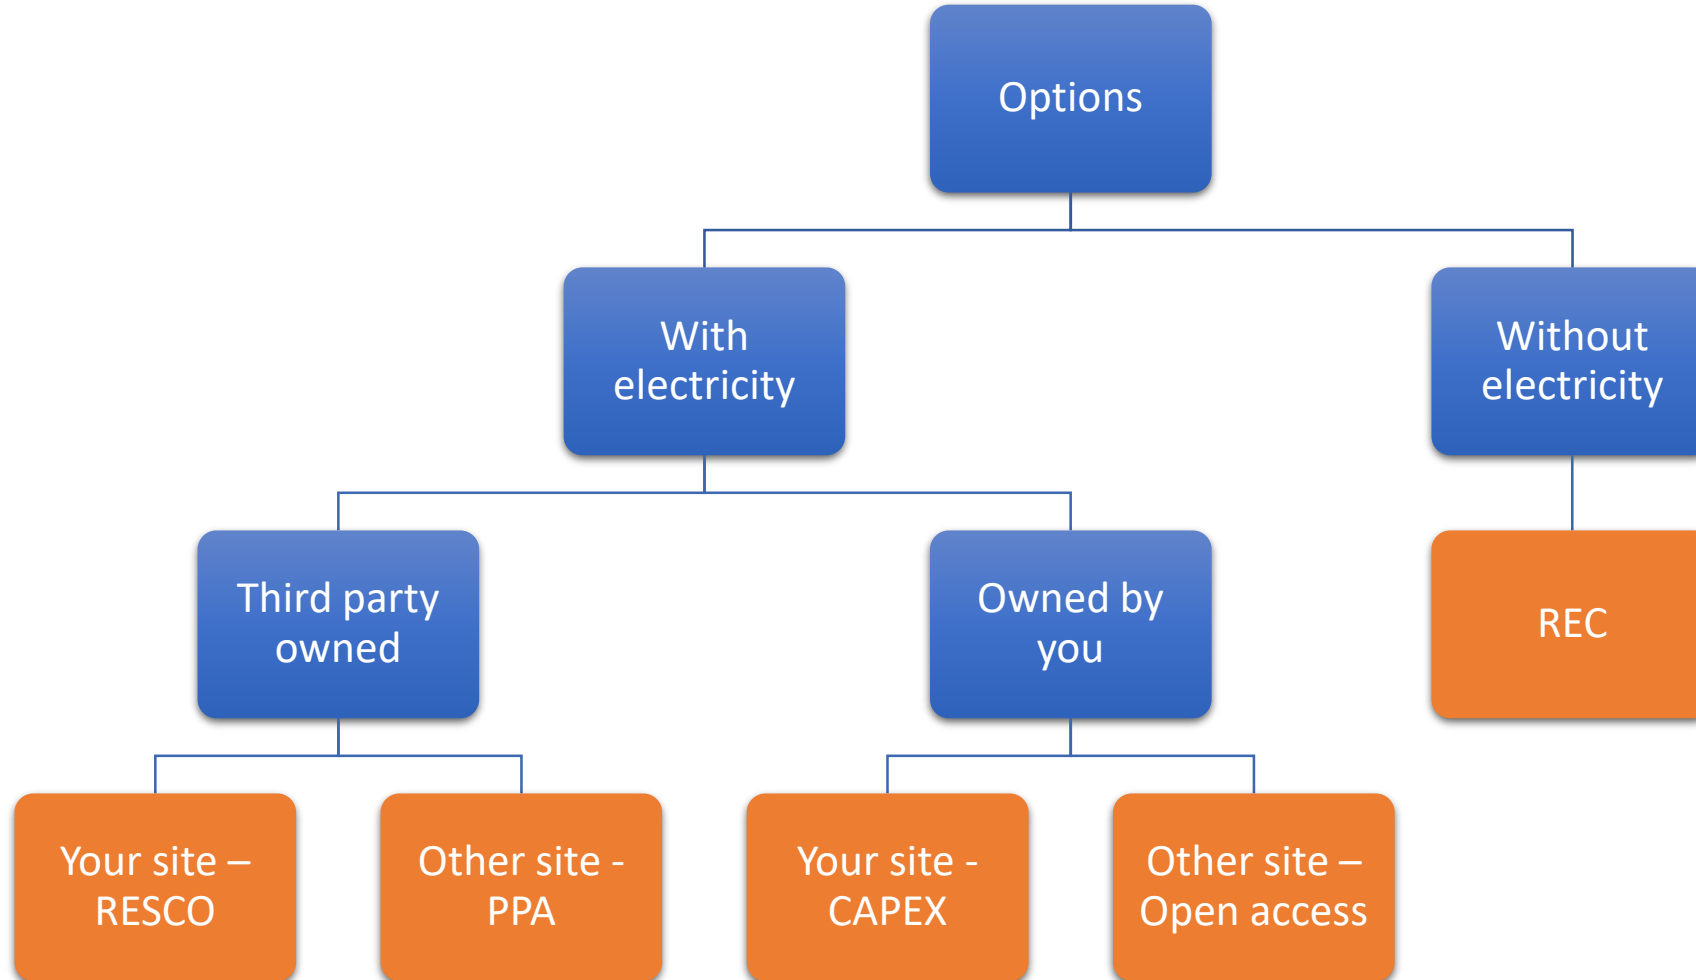 Options
With
electricity
Without
electricity
Third party
owned
Owned by
you
REC
Your site –
RESCO
Other site -
PPA
Your site -
CAPEX
Other site –
Open access